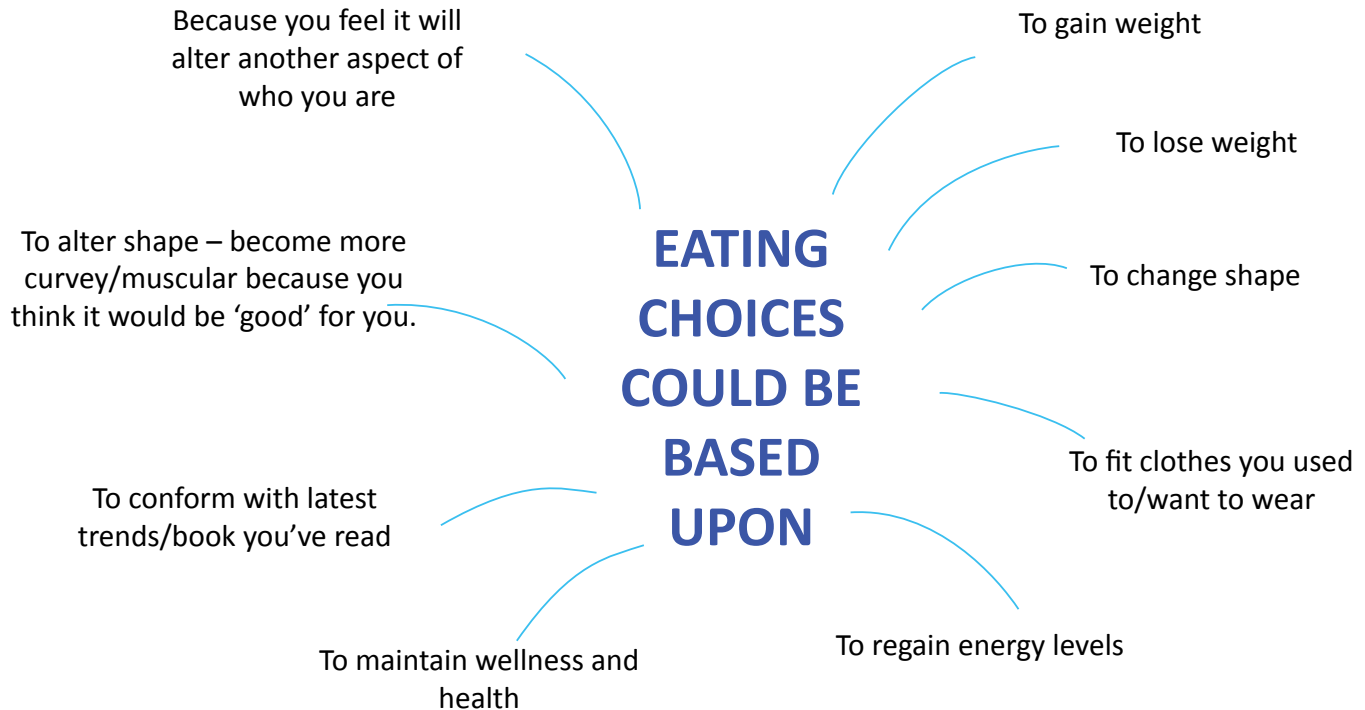 Because you feel it will
alter another aspect of
who you are
To gain weight
To lose weight
To alter shape – become more
curvey/muscular because you
think it would be ‘good’ for you.
EATING
CHOICES
COULD BE
BASED
UPON
To change shape
To fit clothes you used
to/want to wear
To conform with latest
trends/book you’ve read
To regain energy levels
To maintain wellness and
health